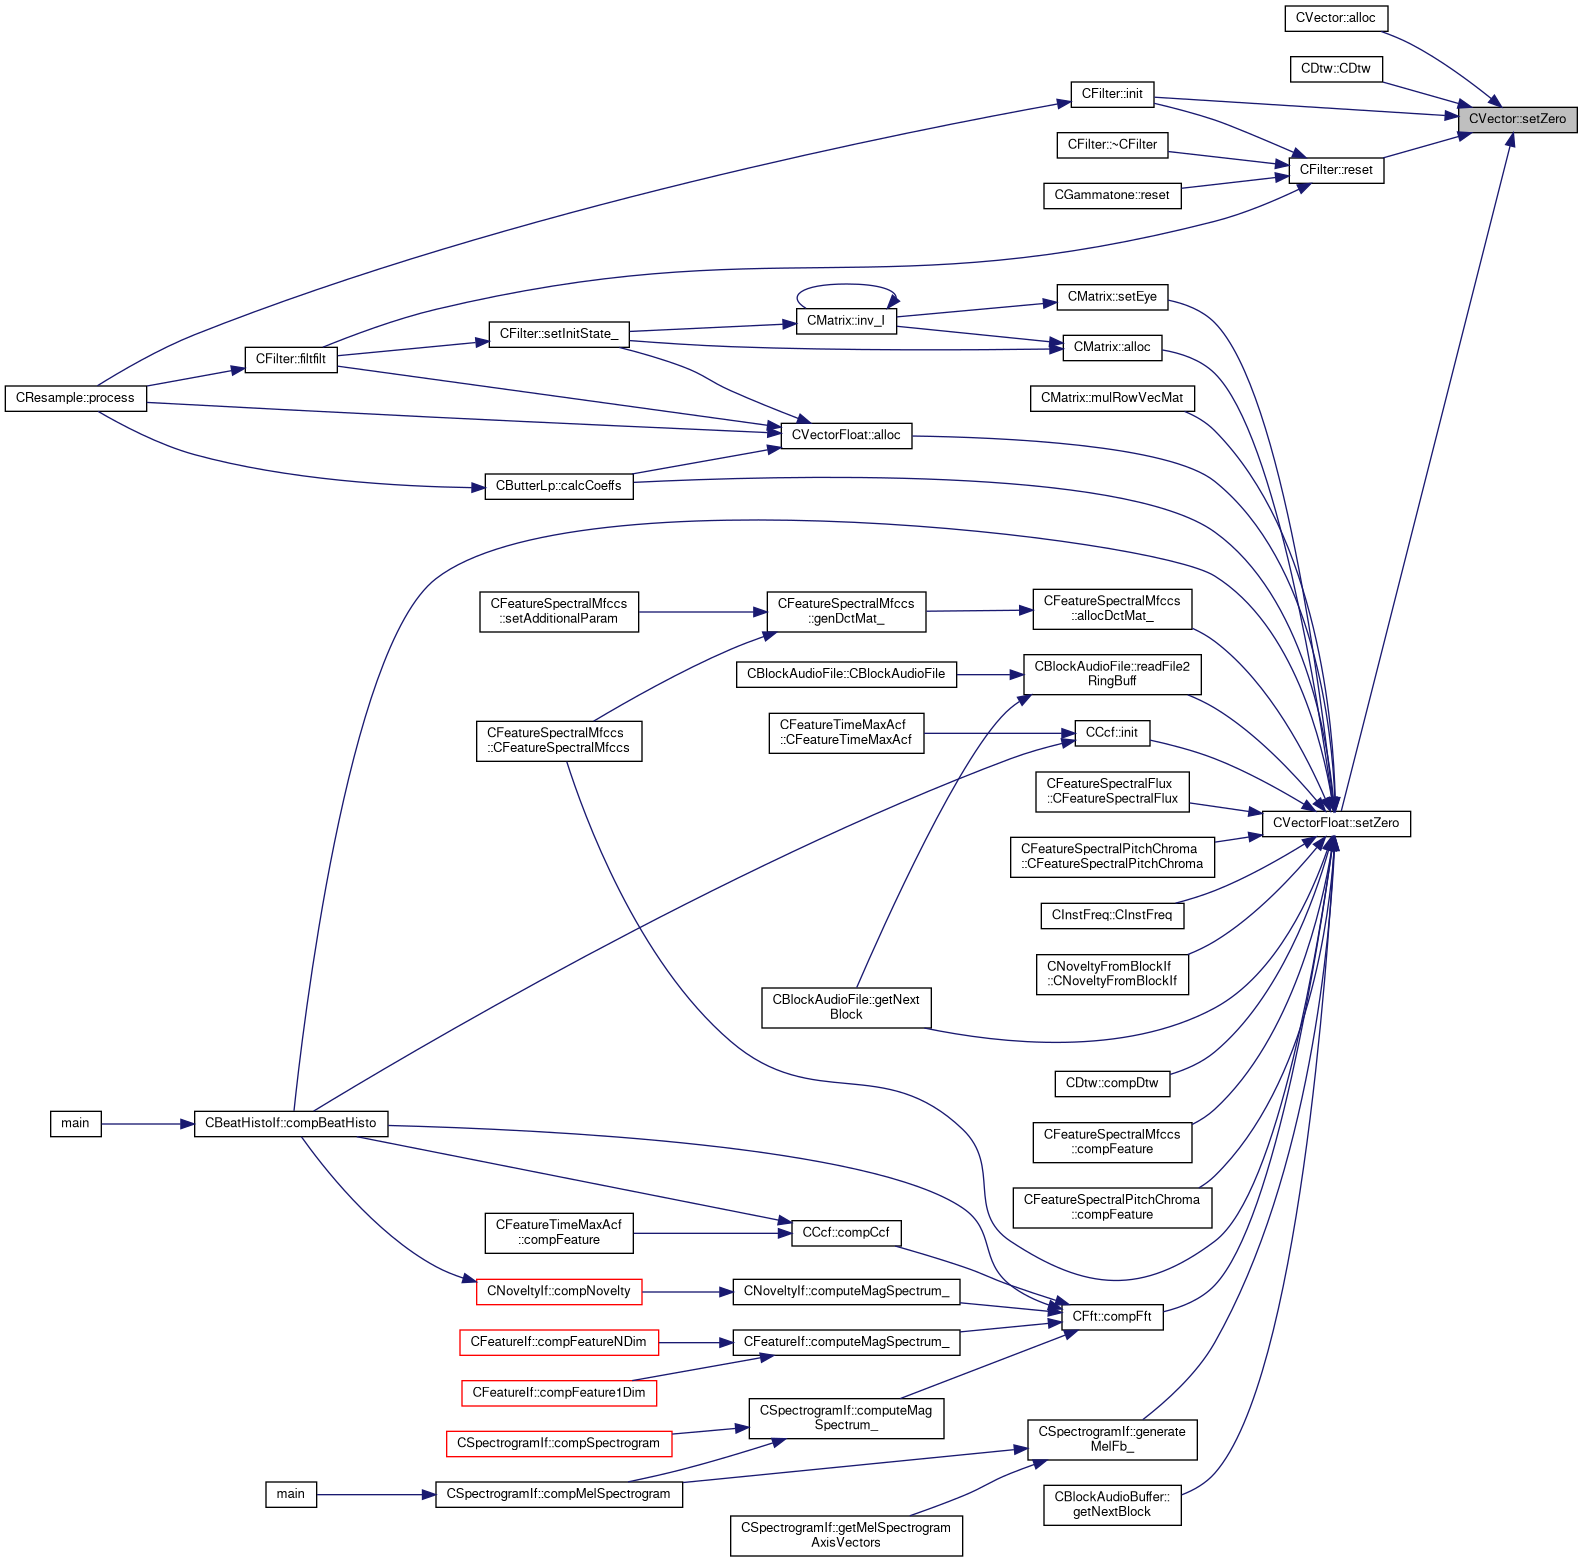 CVector::alloc
CDtw::CDtw
CFilter::init
CVector::setZero
CFilter::~CFilter
CFilter::reset
CGammatone::reset
CMatrix::setEye
CMatrix::inv_I
CFilter::setInitState_
CMatrix::alloc
CFilter::filtfilt
CResample::process
CMatrix::mulRowVecMat
CVectorFloat::alloc
CButterLp::calcCoeffs
CFeatureSpectralMfccs
::setAdditionalParam
CFeatureSpectralMfccs
::genDctMat_
CFeatureSpectralMfccs
::allocDctMat_
CBlockAudioFile::CBlockAudioFile
CBlockAudioFile::readFile2
RingBuff
CFeatureSpectralMfccs
::CFeatureSpectralMfccs
CFeatureTimeMaxAcf
::CFeatureTimeMaxAcf
CCcf::init
CFeatureSpectralFlux
::CFeatureSpectralFlux
CVectorFloat::setZero
CFeatureSpectralPitchChroma
::CFeatureSpectralPitchChroma
CInstFreq::CInstFreq
CNoveltyFromBlockIf
::CNoveltyFromBlockIf
CBlockAudioFile::getNext
Block
CDtw::compDtw
main
CBeatHistoIf::compBeatHisto
CFeatureSpectralMfccs
::compFeature
CFeatureSpectralPitchChroma
::compFeature
CFeatureTimeMaxAcf
::compFeature
CCcf::compCcf
CNoveltyIf::compNovelty
CNoveltyIf::computeMagSpectrum_
CFft::compFft
CFeatureIf::compFeatureNDim
CFeatureIf::computeMagSpectrum_
CFeatureIf::compFeature1Dim
CSpectrogramIf::computeMag
Spectrum_
CSpectrogramIf::compSpectrogram
CSpectrogramIf::generate
MelFb_
main
CSpectrogramIf::compMelSpectrogram
CBlockAudioBuffer::
getNextBlock
CSpectrogramIf::getMelSpectrogram
AxisVectors